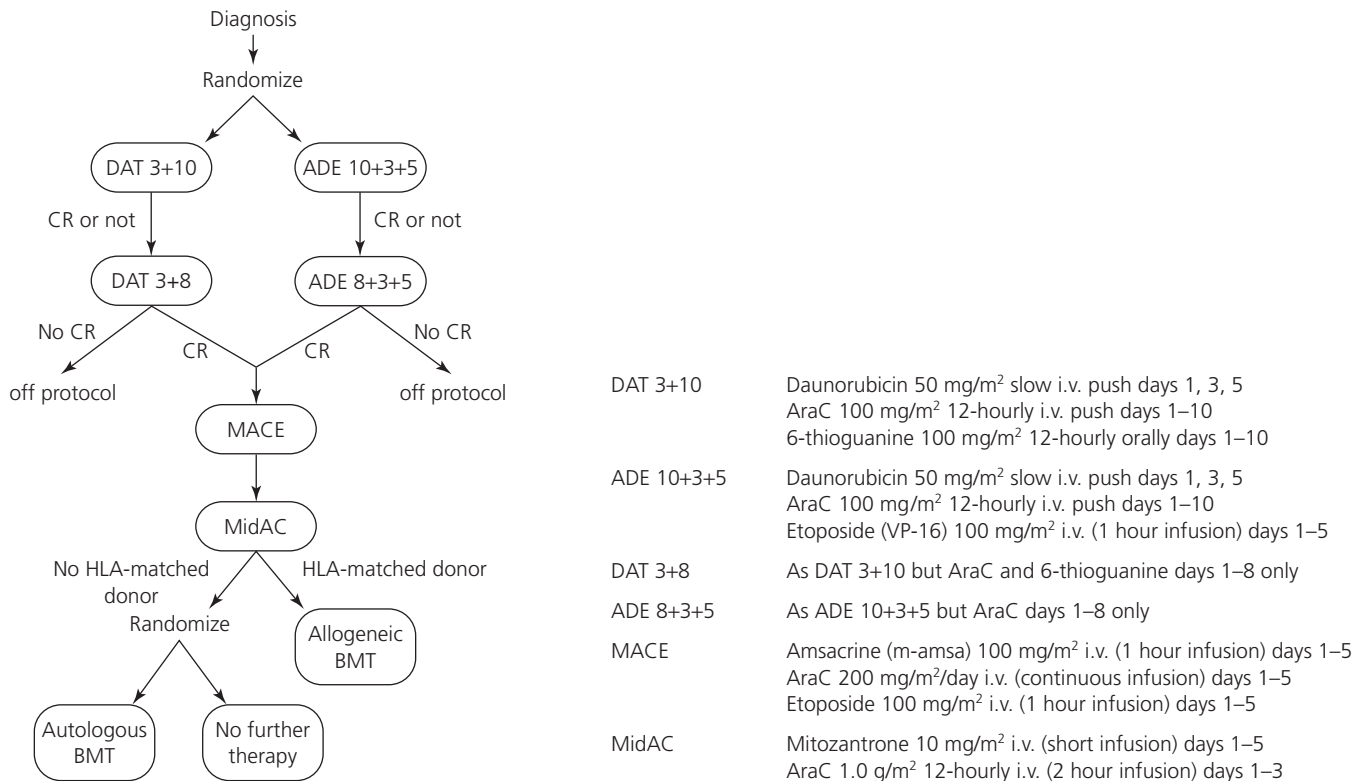 Diagnosis
Randomize
DAT 3+10
ADE 10+3+5
CR or not
CR or not
DAT 3+8
ADE 8+3+5
No CR
CR
CR
No CR
off protocol
off protocol
MACE
MidAC
No HLA-matched
donor
HLA-matched donor
Randomize
Allogeneic
BMT
Autologous
BMT
No further
therapy
DAT 3+10 Daunorubicin 50 mg/m² slow i.v. push days 1, 3, 5
AraC 100 mg/m² 12-hourly i.v. push days 1–10
6-thioguanine 100 mg/m² 12-hourly orally days 1–10
ADE 10+3+5 Daunorubicin 50 mg/m² slow i.v. push days 1, 3, 5
AraC 100 mg/m² 12-hourly i.v. push days 1–10
Etoposide (VP-16) 100 mg/m² i.v. (1 hour infusion) days 1–5
DAT 3+8 As DAT 3+10 but AraC and 6-thioguanine days 1–8 only
ADE 8+3+5 As ADE 10+3+5 but AraC days 1–8 only
MACE Amsacrine (m-amsa) 100 mg/m² i.v. (1 hour infusion) days 1–5
AraC 200 mg/m²/day i.v. (continuous infusion) days 1–5
Etoposide 100 mg/m² i.v. (1 hour infusion) days 1–5
MidAC Mitozantrone 10 mg/m² i.v. (short infusion) days 1–5
AraC 1.0 g/m² 12-hourly i.v. (2 hour infusion) days 1–3